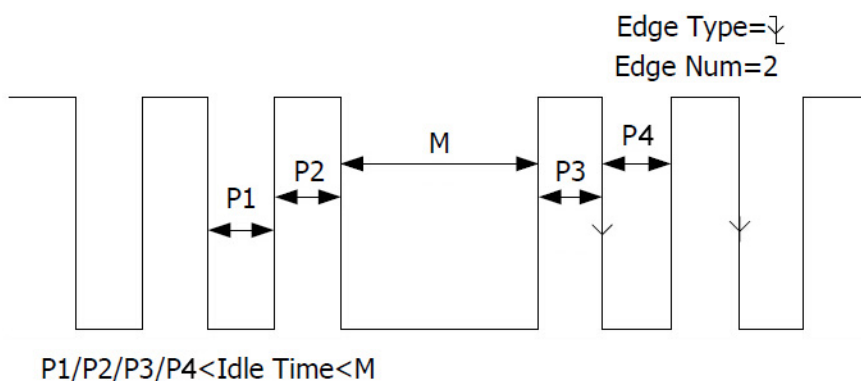 Edge Type=
Edge Num=2
M
P4
P2
P3
P1
P1/P2/P3/P4<Idle Time<M